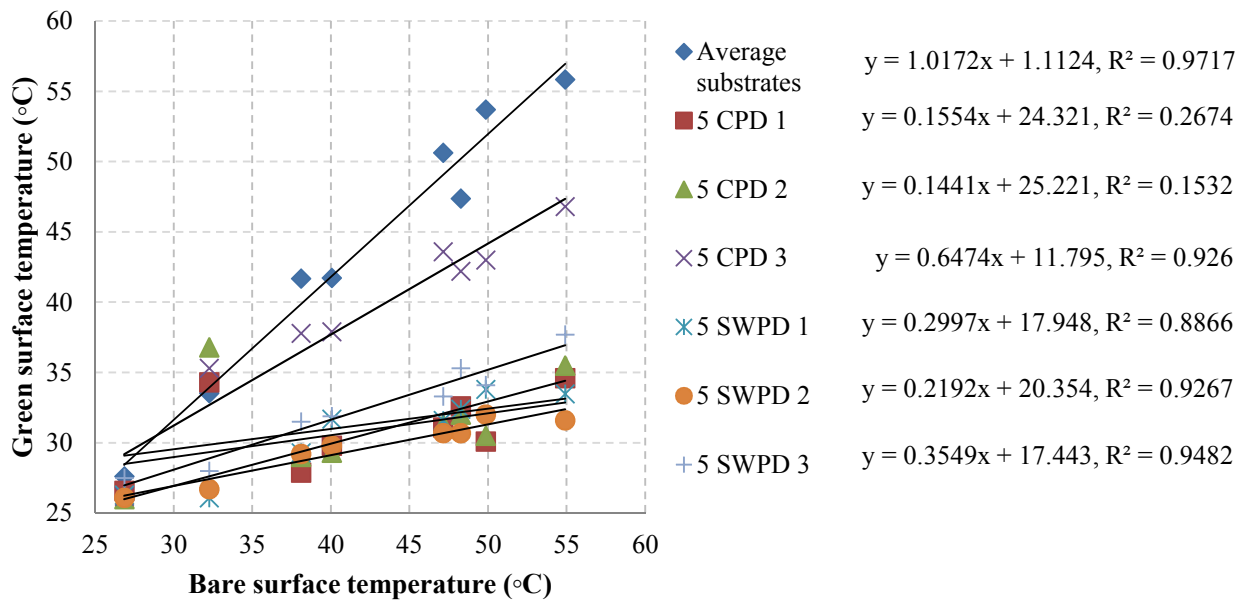 60
55
50
45
40
35
30
25
Green surface temperature (◦C)
25 30 35 40 45 50 55 60
Bare surface temperature (◦C)
Average
substrates
y = 1.0172x + 1.1124, R² = 0.9717
5 CPD 1
y = 0.1554x + 24.321, R² = 0.2674
5 CPD 2
y = 0.1441x + 25.221, R² = 0.1532
5 CPD 3
y = 0.6474x + 11.795, R² = 0.926
5 SWPD 1
y = 0.2997x + 17.948, R² = 0.8866
5 SWPD 2
y = 0.2192x + 20.354, R² = 0.9267
5 SWPD 3
y = 0.3549x + 17.443, R² = 0.9482